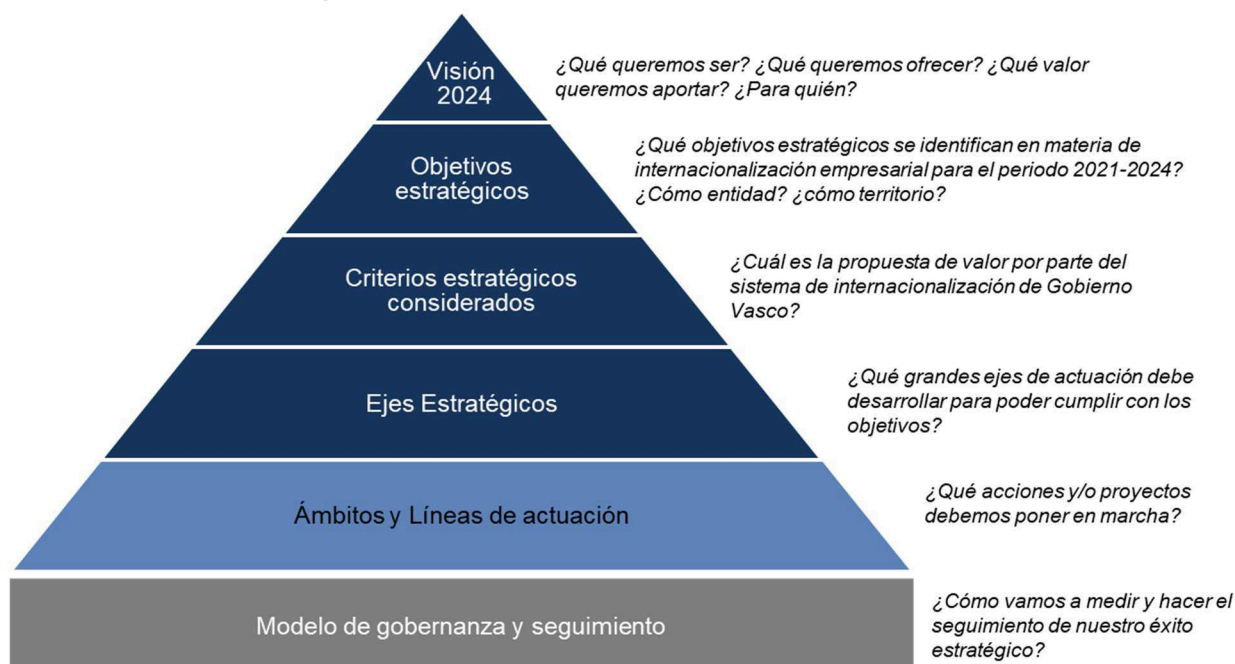 Visión
2024
¿Qué queremos ser? ¿Qué queremos ofrecer? ¿Qué valor
queremos aportar? ¿Para quién?
Objetivos
estratégicos
¿Qué objetivos estratégicos se identifican en materia de
internacionalización empresarial para el periodo 2021-2024?
¿Cómo entidad? ¿cómo territorio?
Criterios estratégicos
considerados
¿Cuál es la propuesta de valor por parte del
sistema de internacionalización de Gobierno
Vasco?
Ejes Estratégicos
¿Qué grandes ejes de actuación debe
desarrollar para poder cumplir con los
objetivos?
Ámbitos y Líneas de actuación
¿Qué acciones y/o proyectos
debemos poner en marcha?
Modelo de gobernanza y seguimiento
¿Cómo vamos a medir y hacer el
seguimiento de nuestro éxito
estratégico?